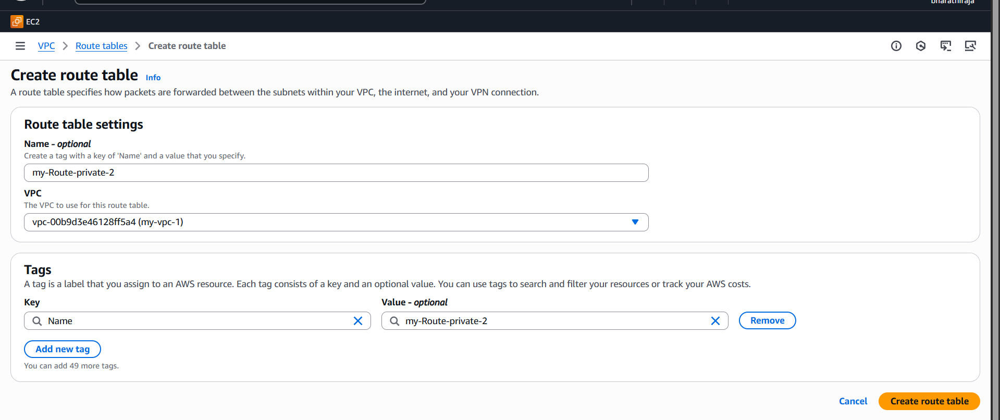 bharathiraja
EC2
VPC > Route tables > Create route table
Create route table Info
A route table specifies how packets are forwarded between the subnets within your VPC, the internet, and your VPN connection.
Route table settings
Name - optional
Create a tag with a key of 'Name' and a value that you specify.
my-Route-private-2
VPC
The VPC to use for this route table.
vpc-00b9d3e46128ff5a4 (my-vpc-1)
Tags
A tag is a label that you assign to an AWS resource. Each tag consists of a key and an optional value. You can use tags to search and filter your resources or track your AWS costs.
Key Value - optional
Name my-Route-private-2 Remove
Add new tag
You can add 49 more tags.
Cancel Create route table